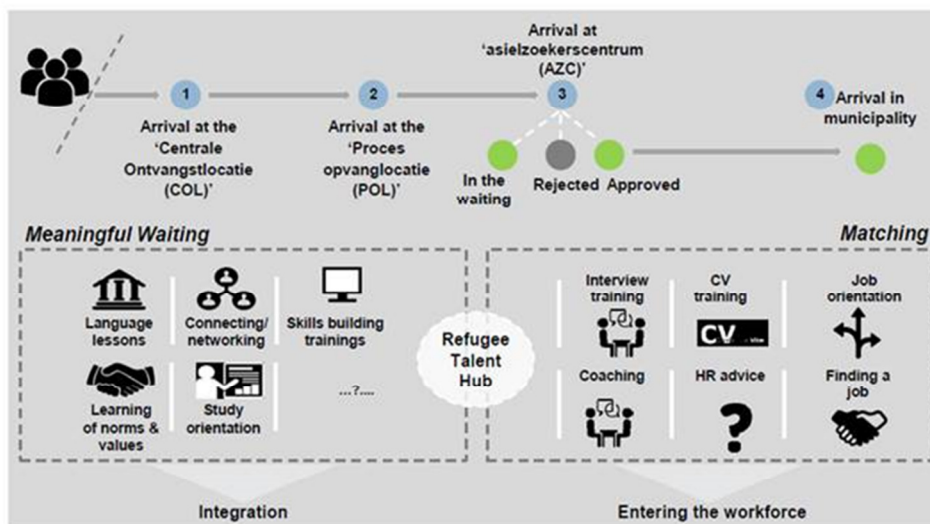 Arrival at
‘asielzoekerscentrum
(AZC)’
1
2
3
4
Arrival at the
‘Centrale
Ontvangstlocatie
(COL)’
Arrival at the
‘Proces
opvanglocatie
(POL)’
In the
waiting
Rejected
Approved
Arrival in
municipality
Meaningful Waiting
Matching
Language
lessons
Connecting/
networking
Skills building
trainings
Learning
of norms &
values
Study
orientation
...?....
Refugee
Talent
Hub
Interview
training
CV
training
CV
Job
orientation
Coaching
HR advice
?
Finding a
job
Integration
Entering the workforce